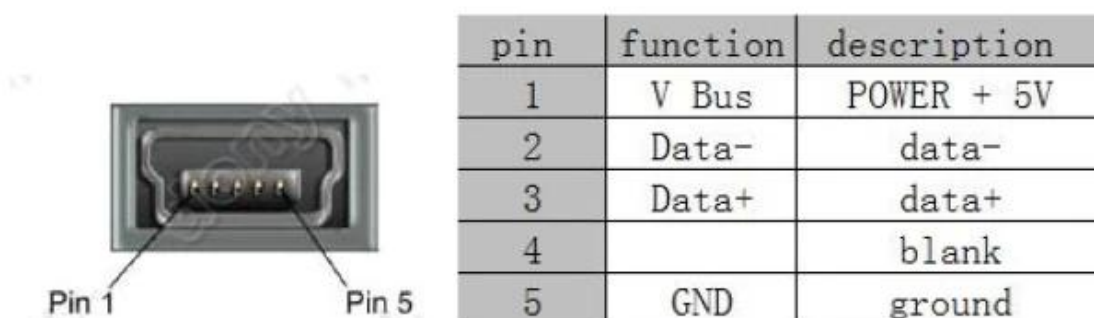 pin function description
1 V Bus POWER + 5V
2 Data- data-
3 Data+ data+
4 blank
5 GND ground
Pin 1 Pin 5